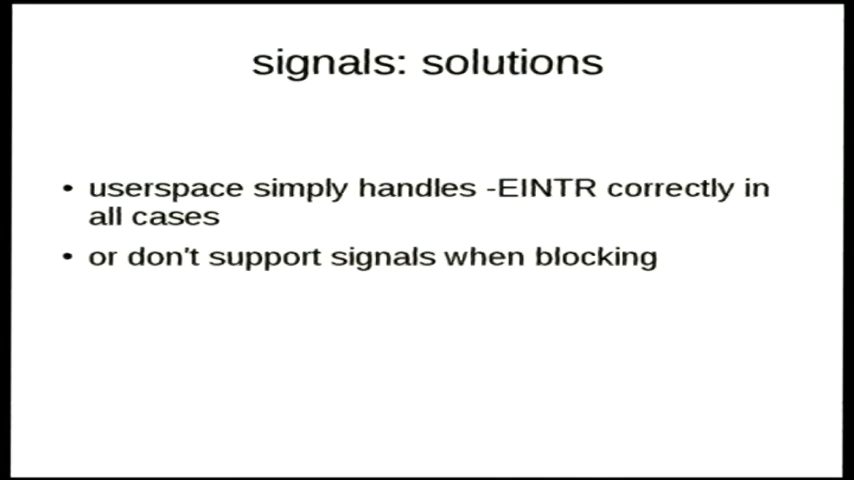 signals: solutions
• userspace simply handles -EINTR correctly in
all cases
• or don't support signals when blocking